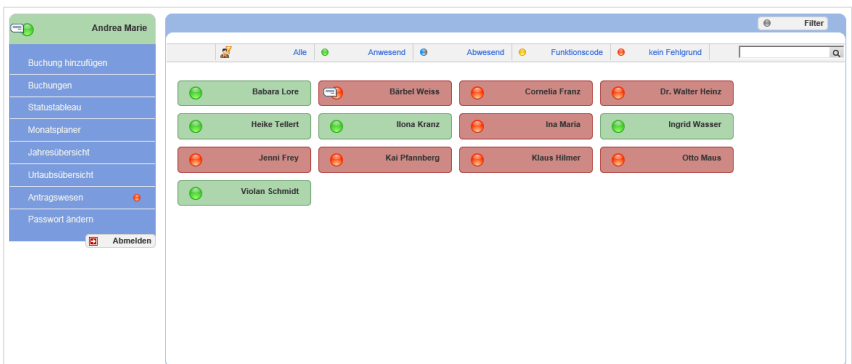 Andrea Marie
Filter
Alle Anwesend Abwesend Funktionscode kein Fehlgrund
Buchung hinzufügen
Buchungen
Statustableau
Monatsplaner
Jahresübersicht
Urlaubsübersicht
Antragswesen
Passwort ändern
Abmelden
Babara Lore Bärbel Weiss Cornelia Franz Dr. Walter Heinz
Heike Tellert Ilona Kranz Ina Maria Ingrid Wasser
Jenni Frey Kai Pfannberg Klaus Hilmer Otto Maus
Violan Schmidt